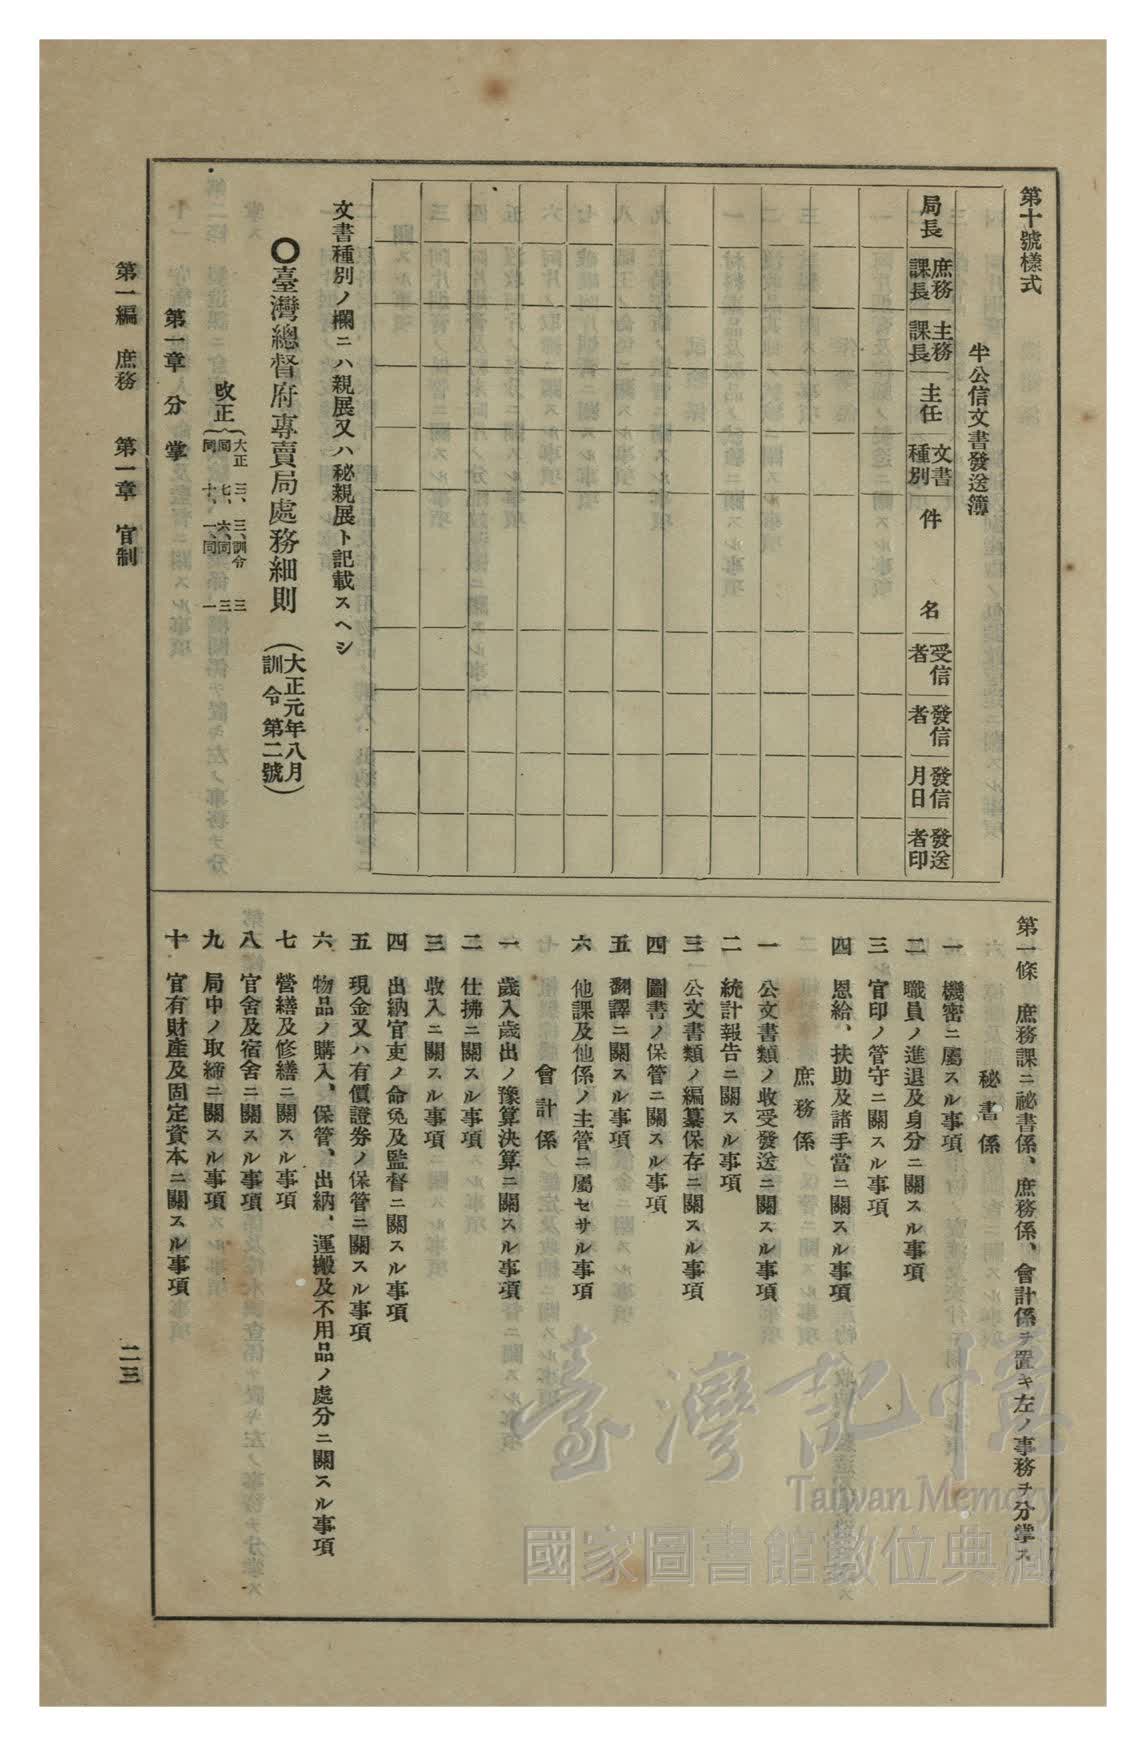 第十號樣式
半公信文書發送簿
局長
庶務課長
主務課長
主任
文書種別
件名
受信者
發信者
發信月日
發送者印
文書種別ノ欄ニハ親展又ハ秘親展ト記載スヘシ
〇臺灣總督府專賣局處務細則
(大正元年八月
訓令第二號)
改正
大正 三、三、訓令 三
同 七、六、同 三
同 十、一、同 一
第一章 分掌
第一條 庶務課ニ祕書係、庶務係、會計係ヲ置キ左ノ事務ヲ分掌ス
秘書係
一 機密ニ屬スル事項
二 職員ノ進退及身分ニ關スル事項
三 官印ノ管守ニ關スル事項
四 恩給、扶助及諸手當ニ關スル事項
庶務係
一 公文書類ノ收受發送ニ關スル事項
二 統計報告ニ關スル事項
三 公文書類ノ編纂保存ニ關スル事項
四 圖書ノ保管ニ關スル事項
五 翻譯ニ關スル事項
六 他課及他係ノ主管ニ屬セサル事項
會計係
一 歲入歲出ノ豫算決算ニ關スル事項
二 仕拂ニ關スル事項
三 收入ニ關スル事項
四 出納官吏ノ命免及監督ニ關スル事項
五 現金又ハ有價證券ノ保管ニ關スル事項
六 物品ノ購入、保管、出納、運搬及不用品ノ處分ニ關スル事項
七 營繕及修繕ニ關スル事項
八 官舍及宿舍ニ關スル事項
九 局中ノ取締ニ關スル事項
十 官有財產及固定資本ニ關スル事項
第一編 庶務 第一章 官制
二三
臺灣記憶
Taiwan Memory
國家圖書館數位典藏